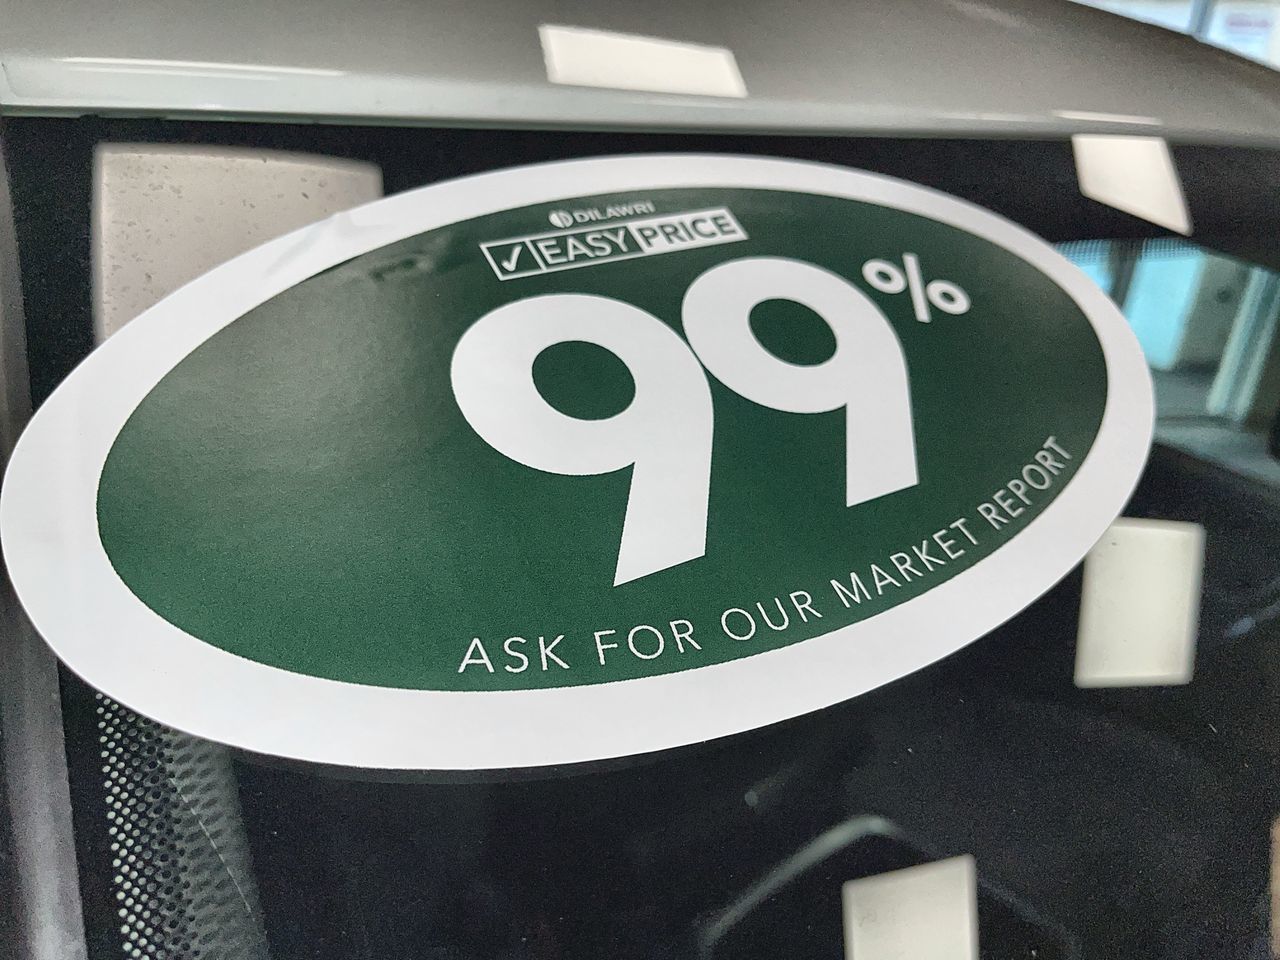 DILAWRI
✓ EASY PRICE
99%
ASK FOR OUR MARKET REPORT